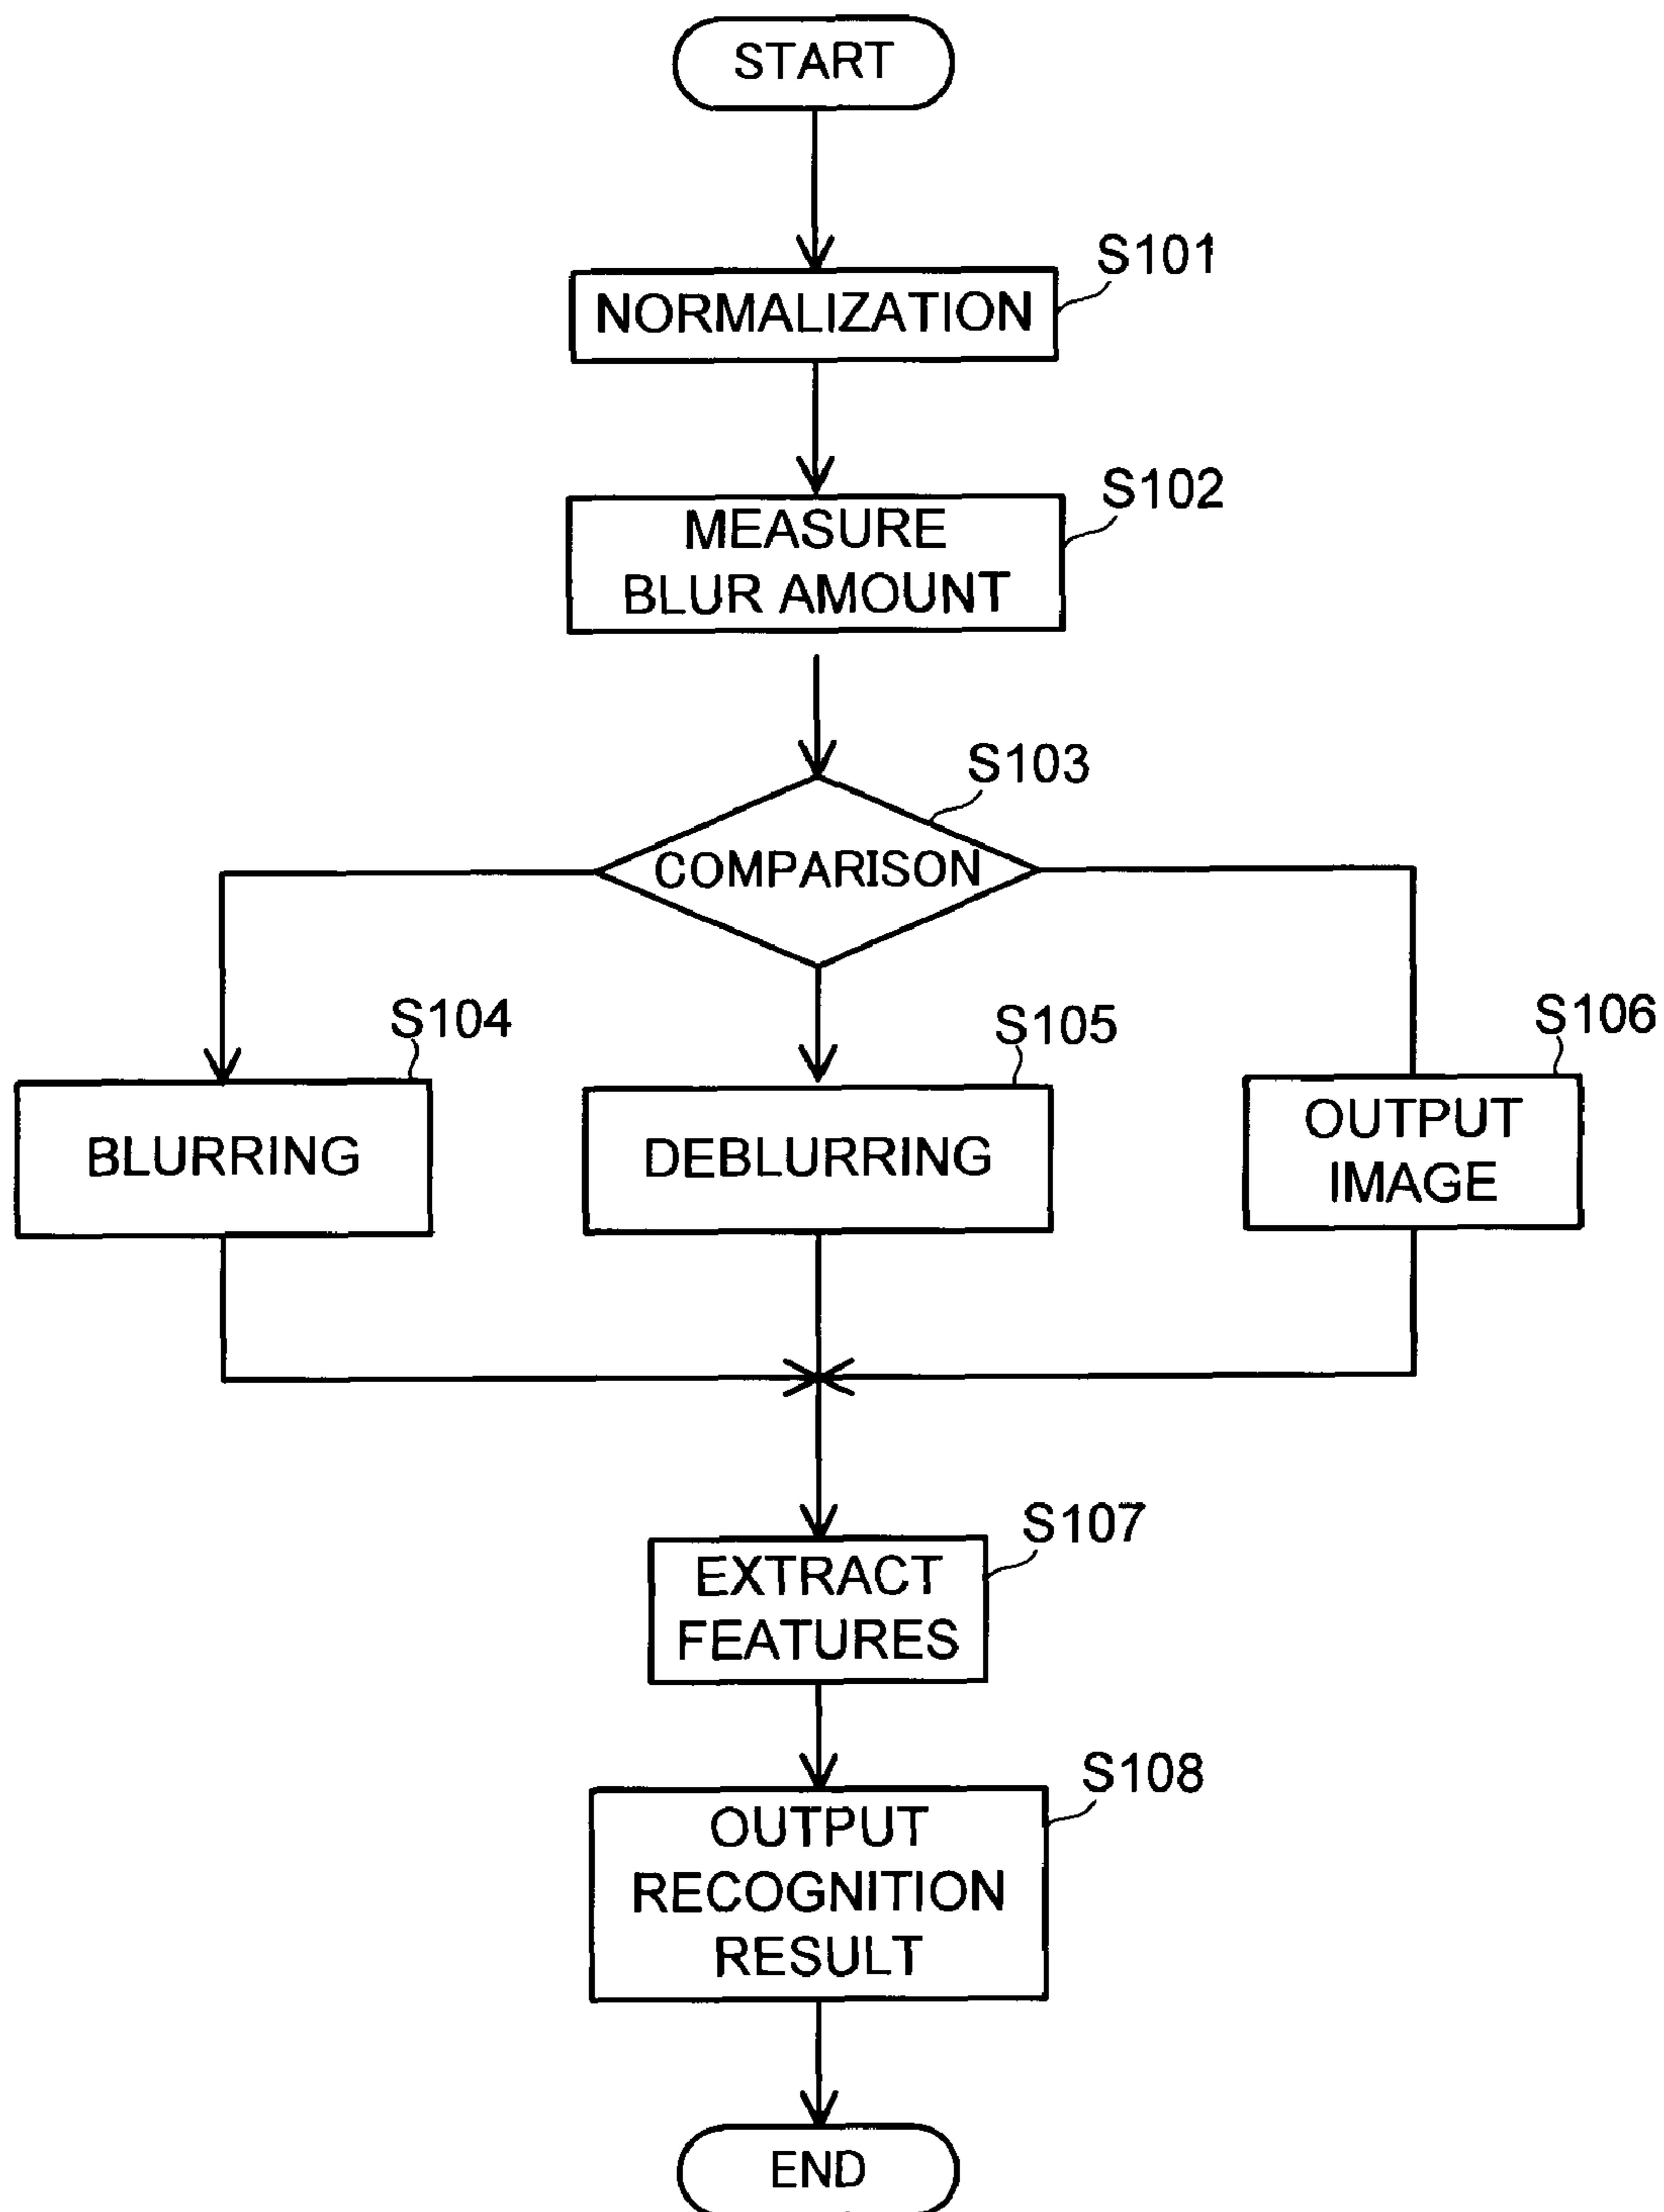 START
S101
NORMALIZATION
S102
MEASURE
BLUR AMOUNT
S103
COMPARISON
S104
BLURRING
S105
DEBLURRING
S106
OUTPUT
IMAGE
S107
EXTRACT
FEATURES
S108
OUTPUT
RECOGNITION
RESULT
END